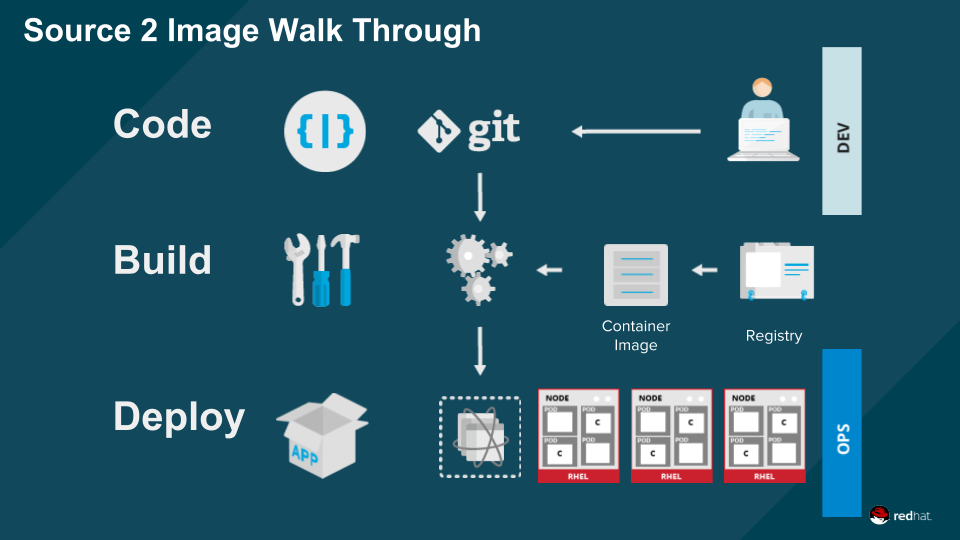 Source 2 Image Walk Through
Code
{|}
git
DEV
Build
Container
Image
Registry
Deploy
APP
NODE
POD
POD
C
POD
POD
C
RHEL
NODE
POD
POD
C
POD
POD
C
RHEL
NODE
POD
POD
C
POD
POD
C
RHEL
OPS
redhat.